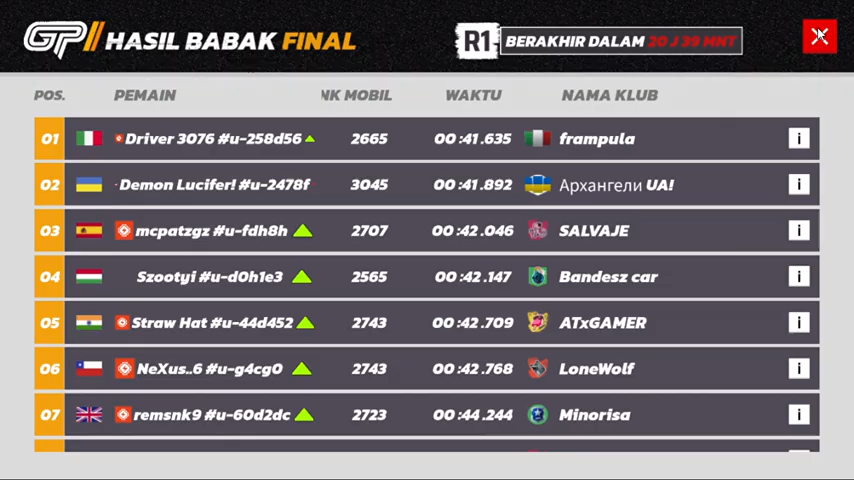 GP// HASIL BABAK FINAL
R1 BERAKHIR DALAM 20 J 39 MNT
POS. PEMAIN NK MOBIL WAKTU NAMA KLUB
01 Driver 3076 #u-258d56 2665 00:41.635 frampula i
02 Demon Lucifer! #u-2478f 3045 00:41.892 Архангели UA! i
03 mcpatzgz #u-fdh8h 2707 00:42.046 SALVAJE i
04 Szootyi #u-d0h1e3 2565 00:42.147 Bandesz car i
05 Straw Hat #u-44d452 2743 00:42.709 ATxGAMER i
06 NeXus..6 #u-g4cg0 2743 00:42.768 LoneWolf i
07 remsnk9 #u-60d2dc 2723 00:44.244 Minorisa i